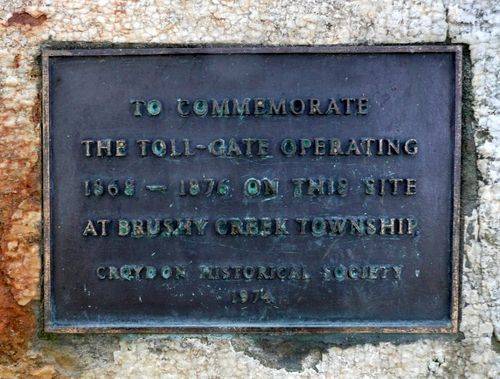 TO COMMEMORATE
THE TOLL-GATE OPERATING
1868 — 1876 ON THIS SITE
AT BRUSHY CREEK TOWNSHIP.
CROYDON HISTORICAL SOCIETY
1974